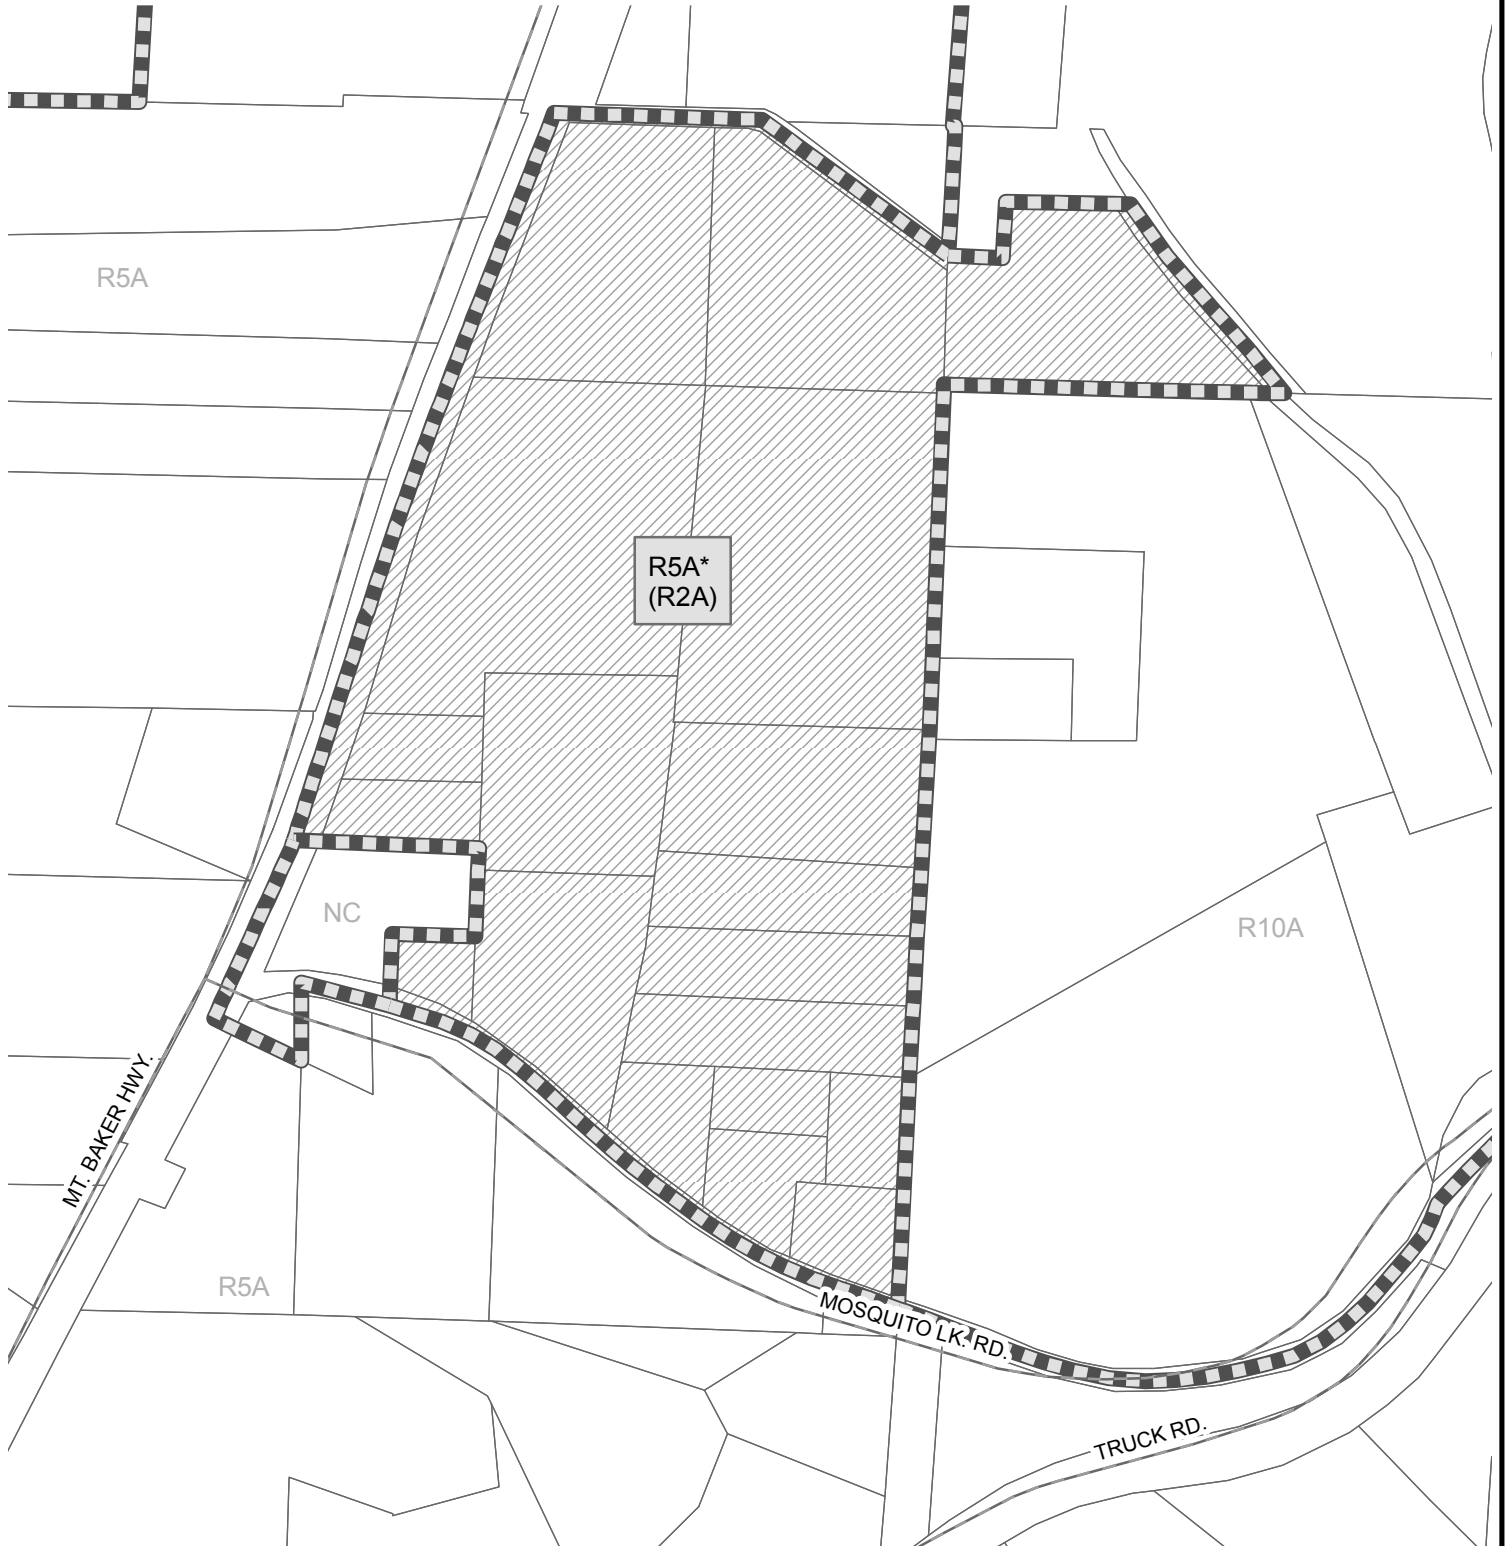 R5A
R5A*
(R2A)
NC
R10A
MT. BAKER HWY.
R5A
MOSQUITO LK. RD.
TRUCK RD.